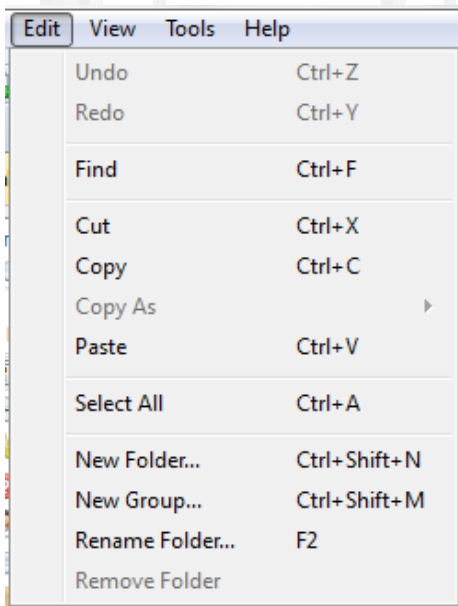 Edit View Tools Help
Undo Ctrl+Z
Redo Ctrl+Y
Find Ctrl+F
Cut Ctrl+X
Copy Ctrl+C
Copy As
Paste Ctrl+V
Select All Ctrl+A
New Folder... Ctrl+Shift+N
New Group... Ctrl+Shift+M
Rename Folder... F2
Remove Folder